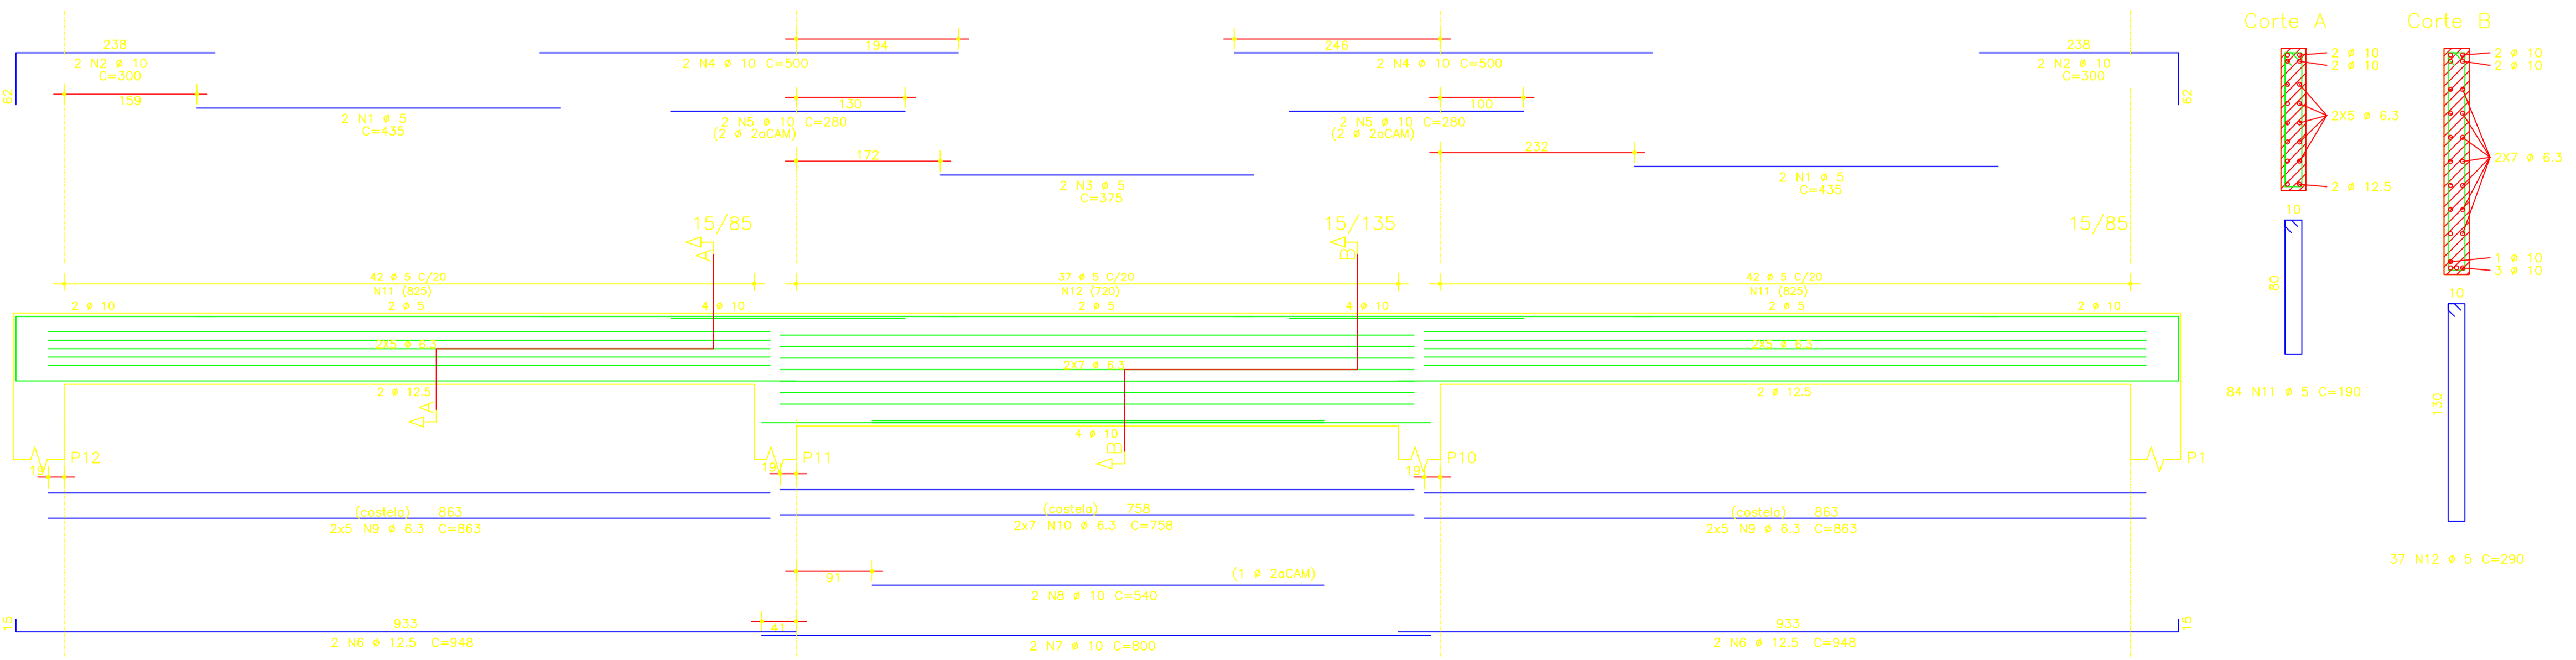 Corte A
Corte B
238
194
246
238
2 N2 ø 10
C=300
2 N4 ø 10 C=500
2 N4 ø 10 C=500
2 N2 ø 10
C=300
2 ø 10
2 ø 10
2 ø 10
2 ø 10
62
159
130
100
62
2 N1 ø 5
C=435
2 N5 ø 10 C=280
(2 ø 2aCAM)
2 N5 ø 10 C=280
(2 ø 2aCAM)
2X5 ø 6.3
172
232
2X7 ø 6.3
2 N3 ø 5
C=375
2 N1 ø 5
C=435
2 ø 12.5
15/85
15/135
15/85
10
A
B
1 ø 10
3 ø 10
42 ø 5 C/20
N11 (825)
37 ø 5 C/20
N12 (720)
42 ø 5 C/20
N11 (825)
80
10
2 ø 10
2 ø 5
4 ø 10
2 ø 5
4 ø 10
2 ø 5
2 ø 10
2X5 ø 6.3
2X7 ø 6.3
2X5 ø 6.3
2 ø 12.5
2 ø 12.5
84 N11 ø 5 C=190
130
A
4 ø 10
B
P12
P11
P10
P1
19
19
19
(costela) 863
2x5 N9 ø 6.3 C=863
(costela) 758
2x7 N10 ø 6.3 C=758
(costela) 863
2x5 N9 ø 6.3 C=863
37 N12 ø 5 C=290
91
(1 ø 2aCAM)
2 N8 ø 10 C=540
15
933
41
933
15
2 N6 ø 12.5 C=948
2 N7 ø 10 C=800
2 N6 ø 12.5 C=948